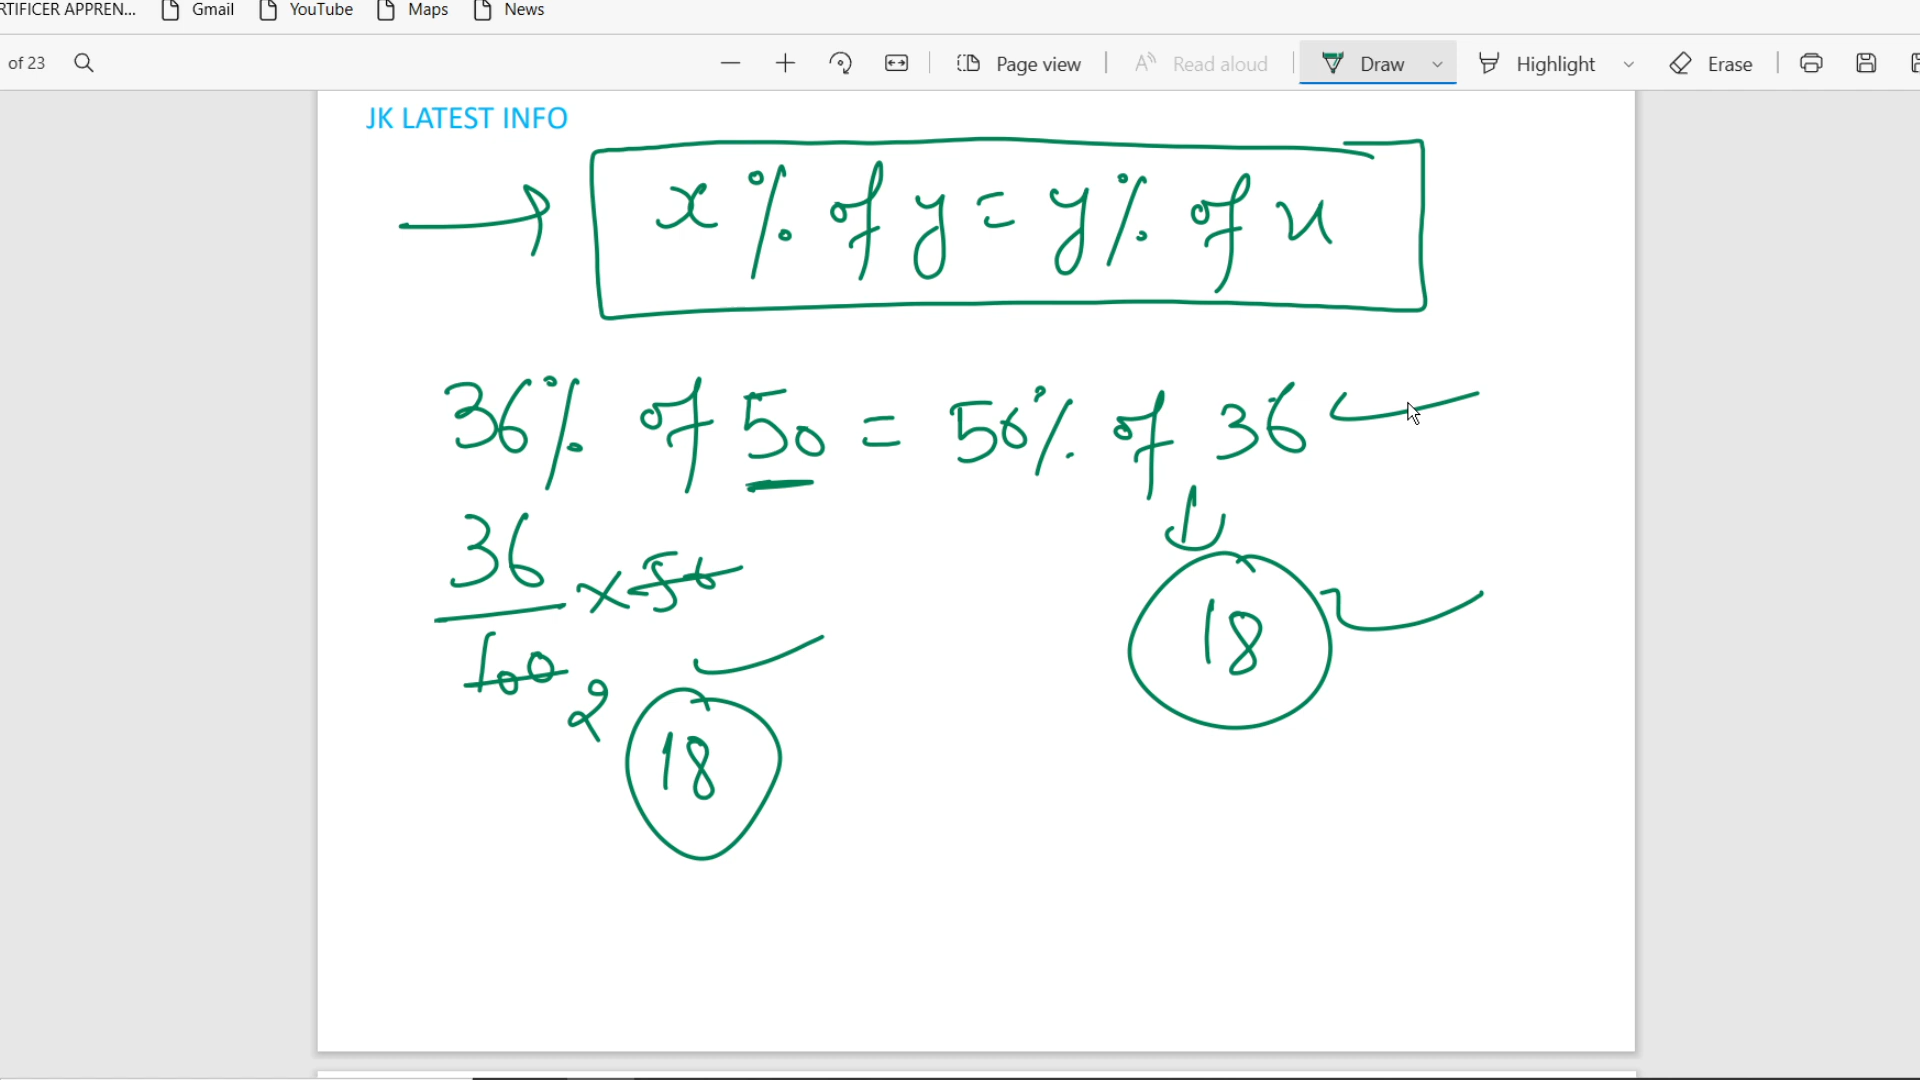 RTIFICER APPREN... Gmail YouTube Maps News
of 23 Page view Read aloud Draw Highlight Erase
JK LATEST INFO
x % of y = y % of x
36% of 50 = 50% of 36
36
× 50
100
2
18
18